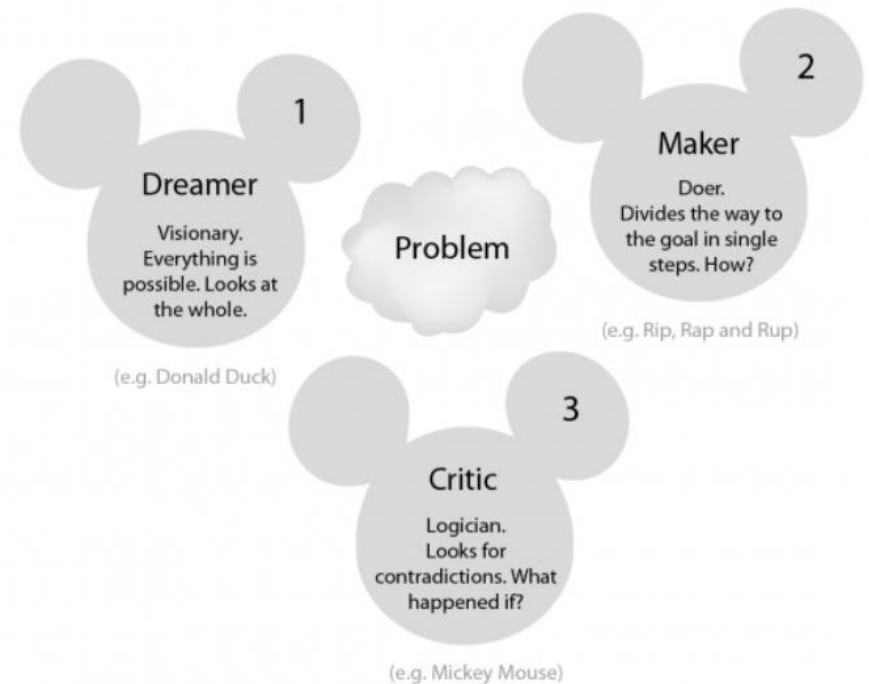 1
Dreamer
Visionary.
Everything is
possible. Looks at
the whole.
(e.g. Donald Duck)
Problem
2
Maker
Doer.
Divides the way to
the goal in single
steps. How?
(e.g. Rip, Rap and Rup)
3
Critic
Logician.
Looks for
contradictions. What
happened if?
(e.g. Mickey Mouse)